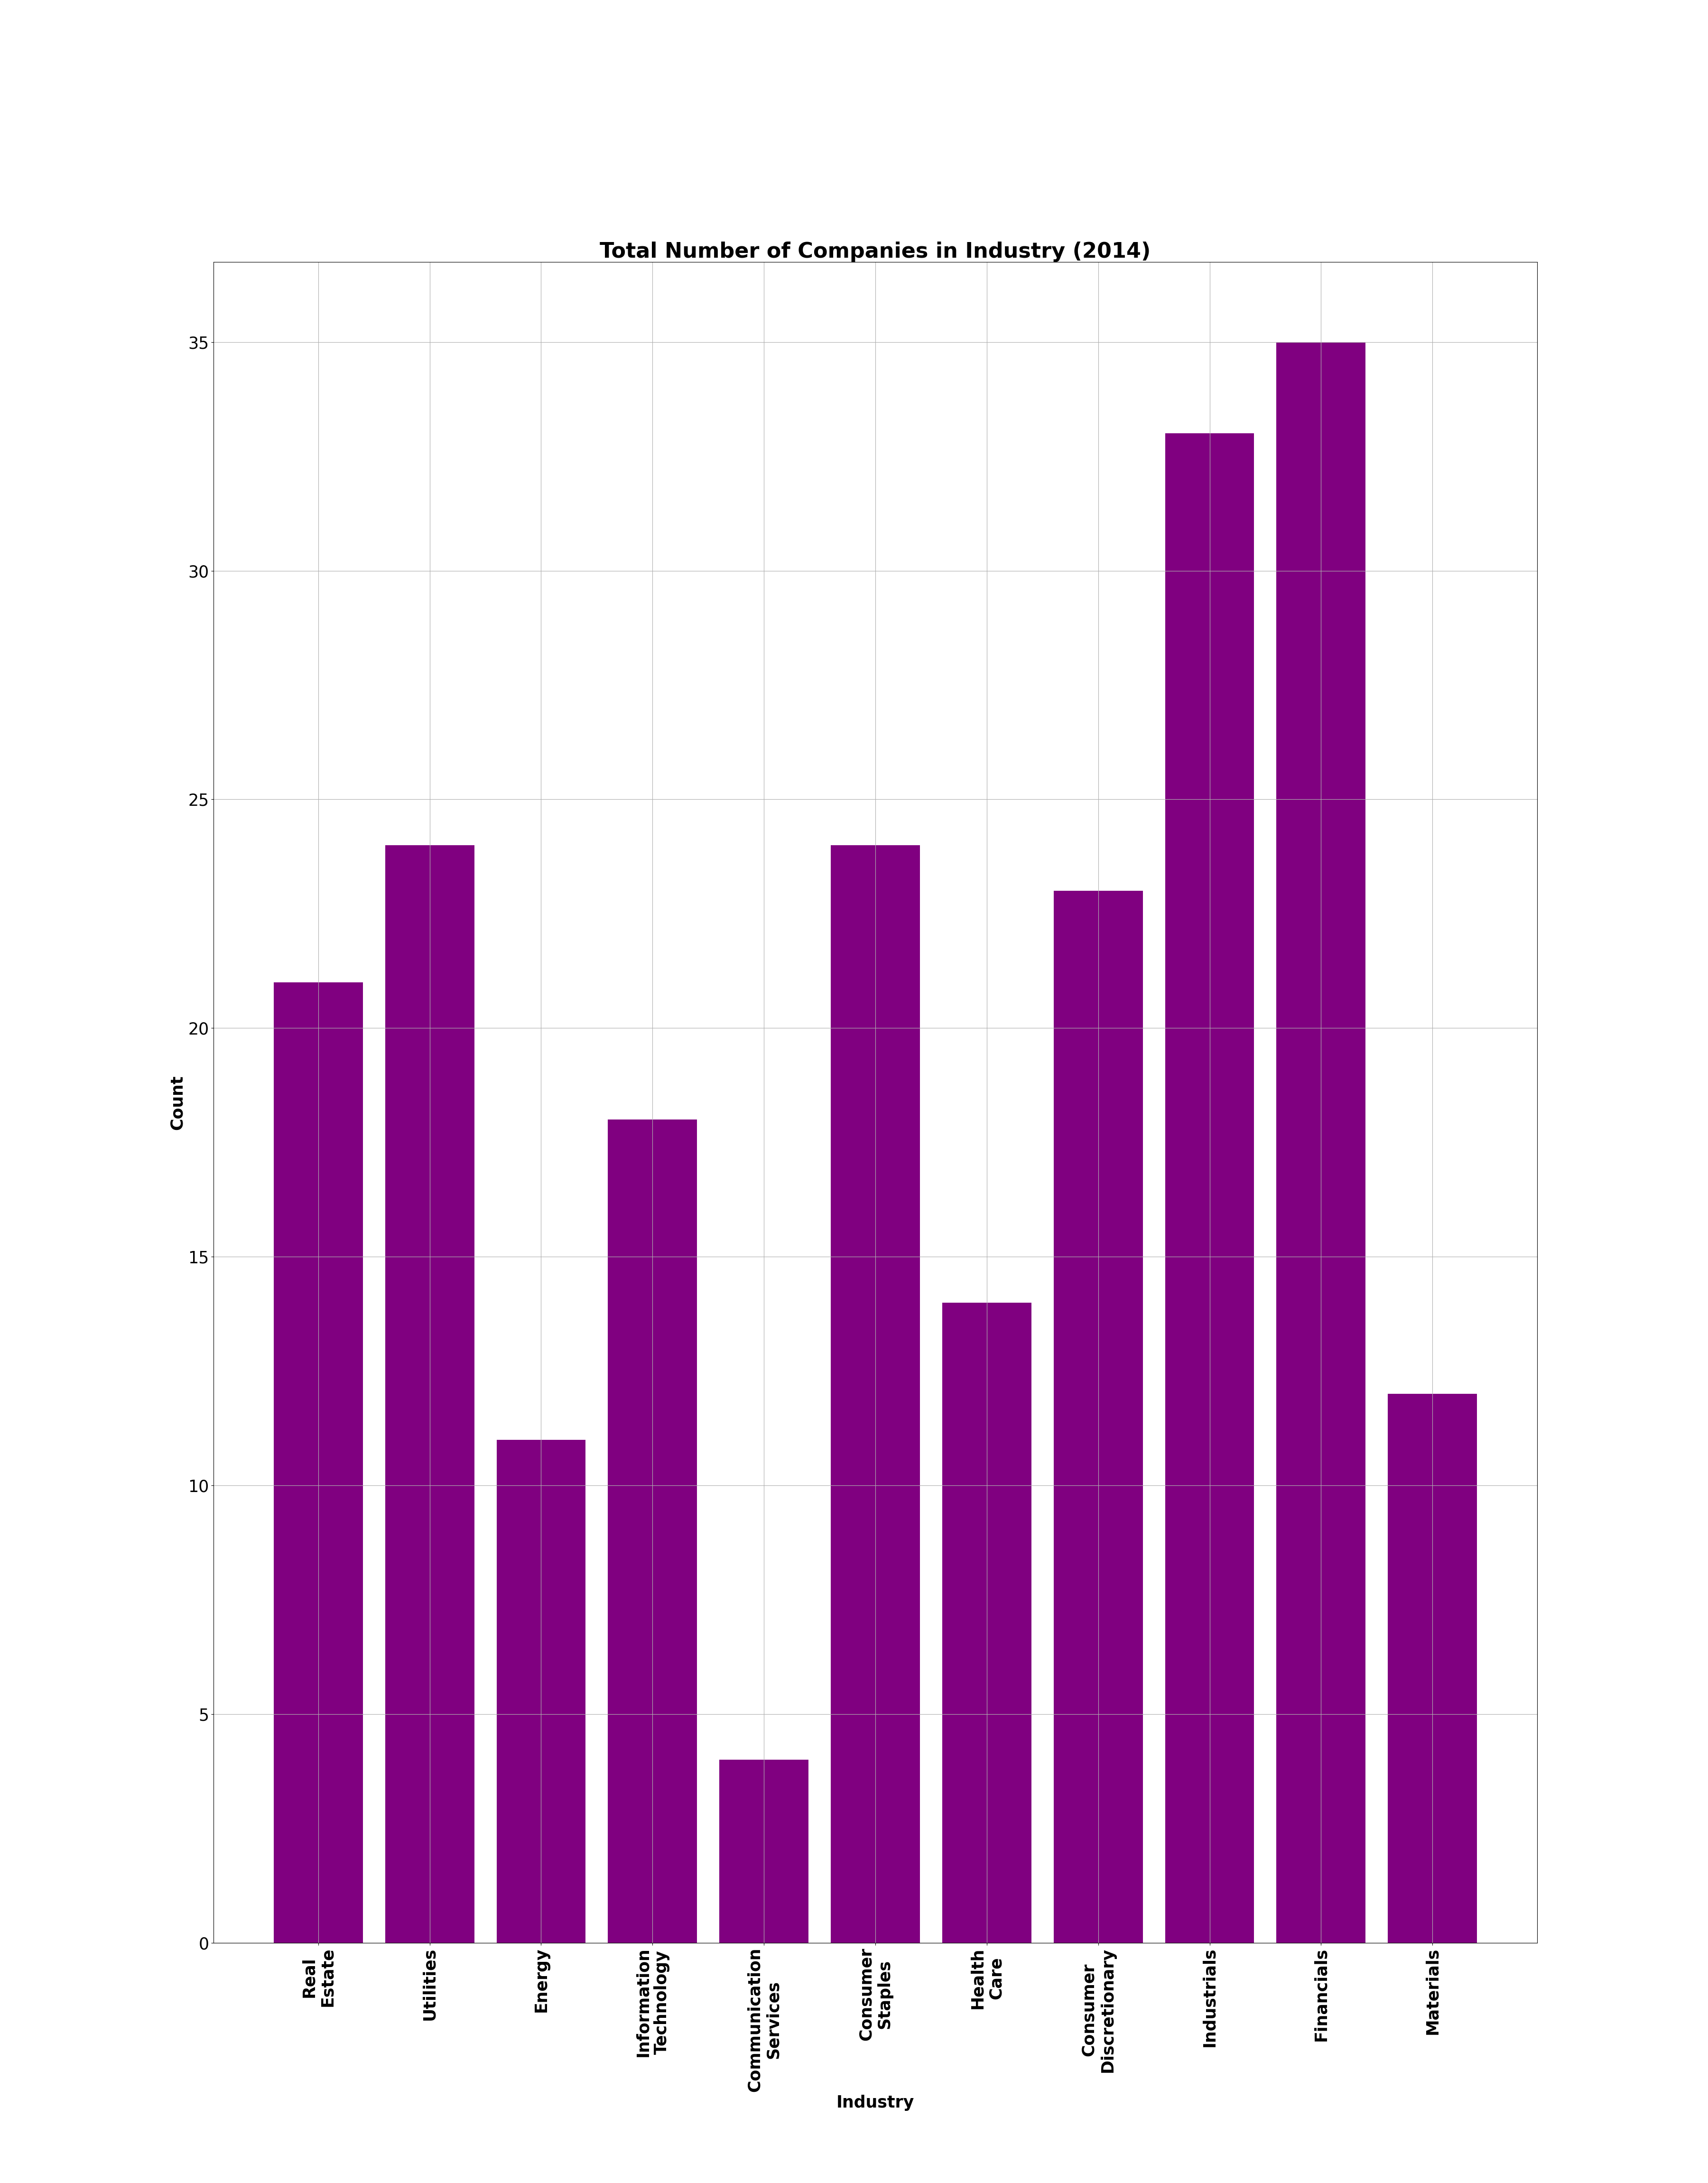 Total Number of Companies in Industry (2014)
35
30
25
20
15
10
5
0
Count
Real
Estate
Utilities
Energy
Information
Technology
Communication
Services
Consumer
Staples
Health
Care
Consumer
Discretionary
Industrials
Financials
Materials
Industry